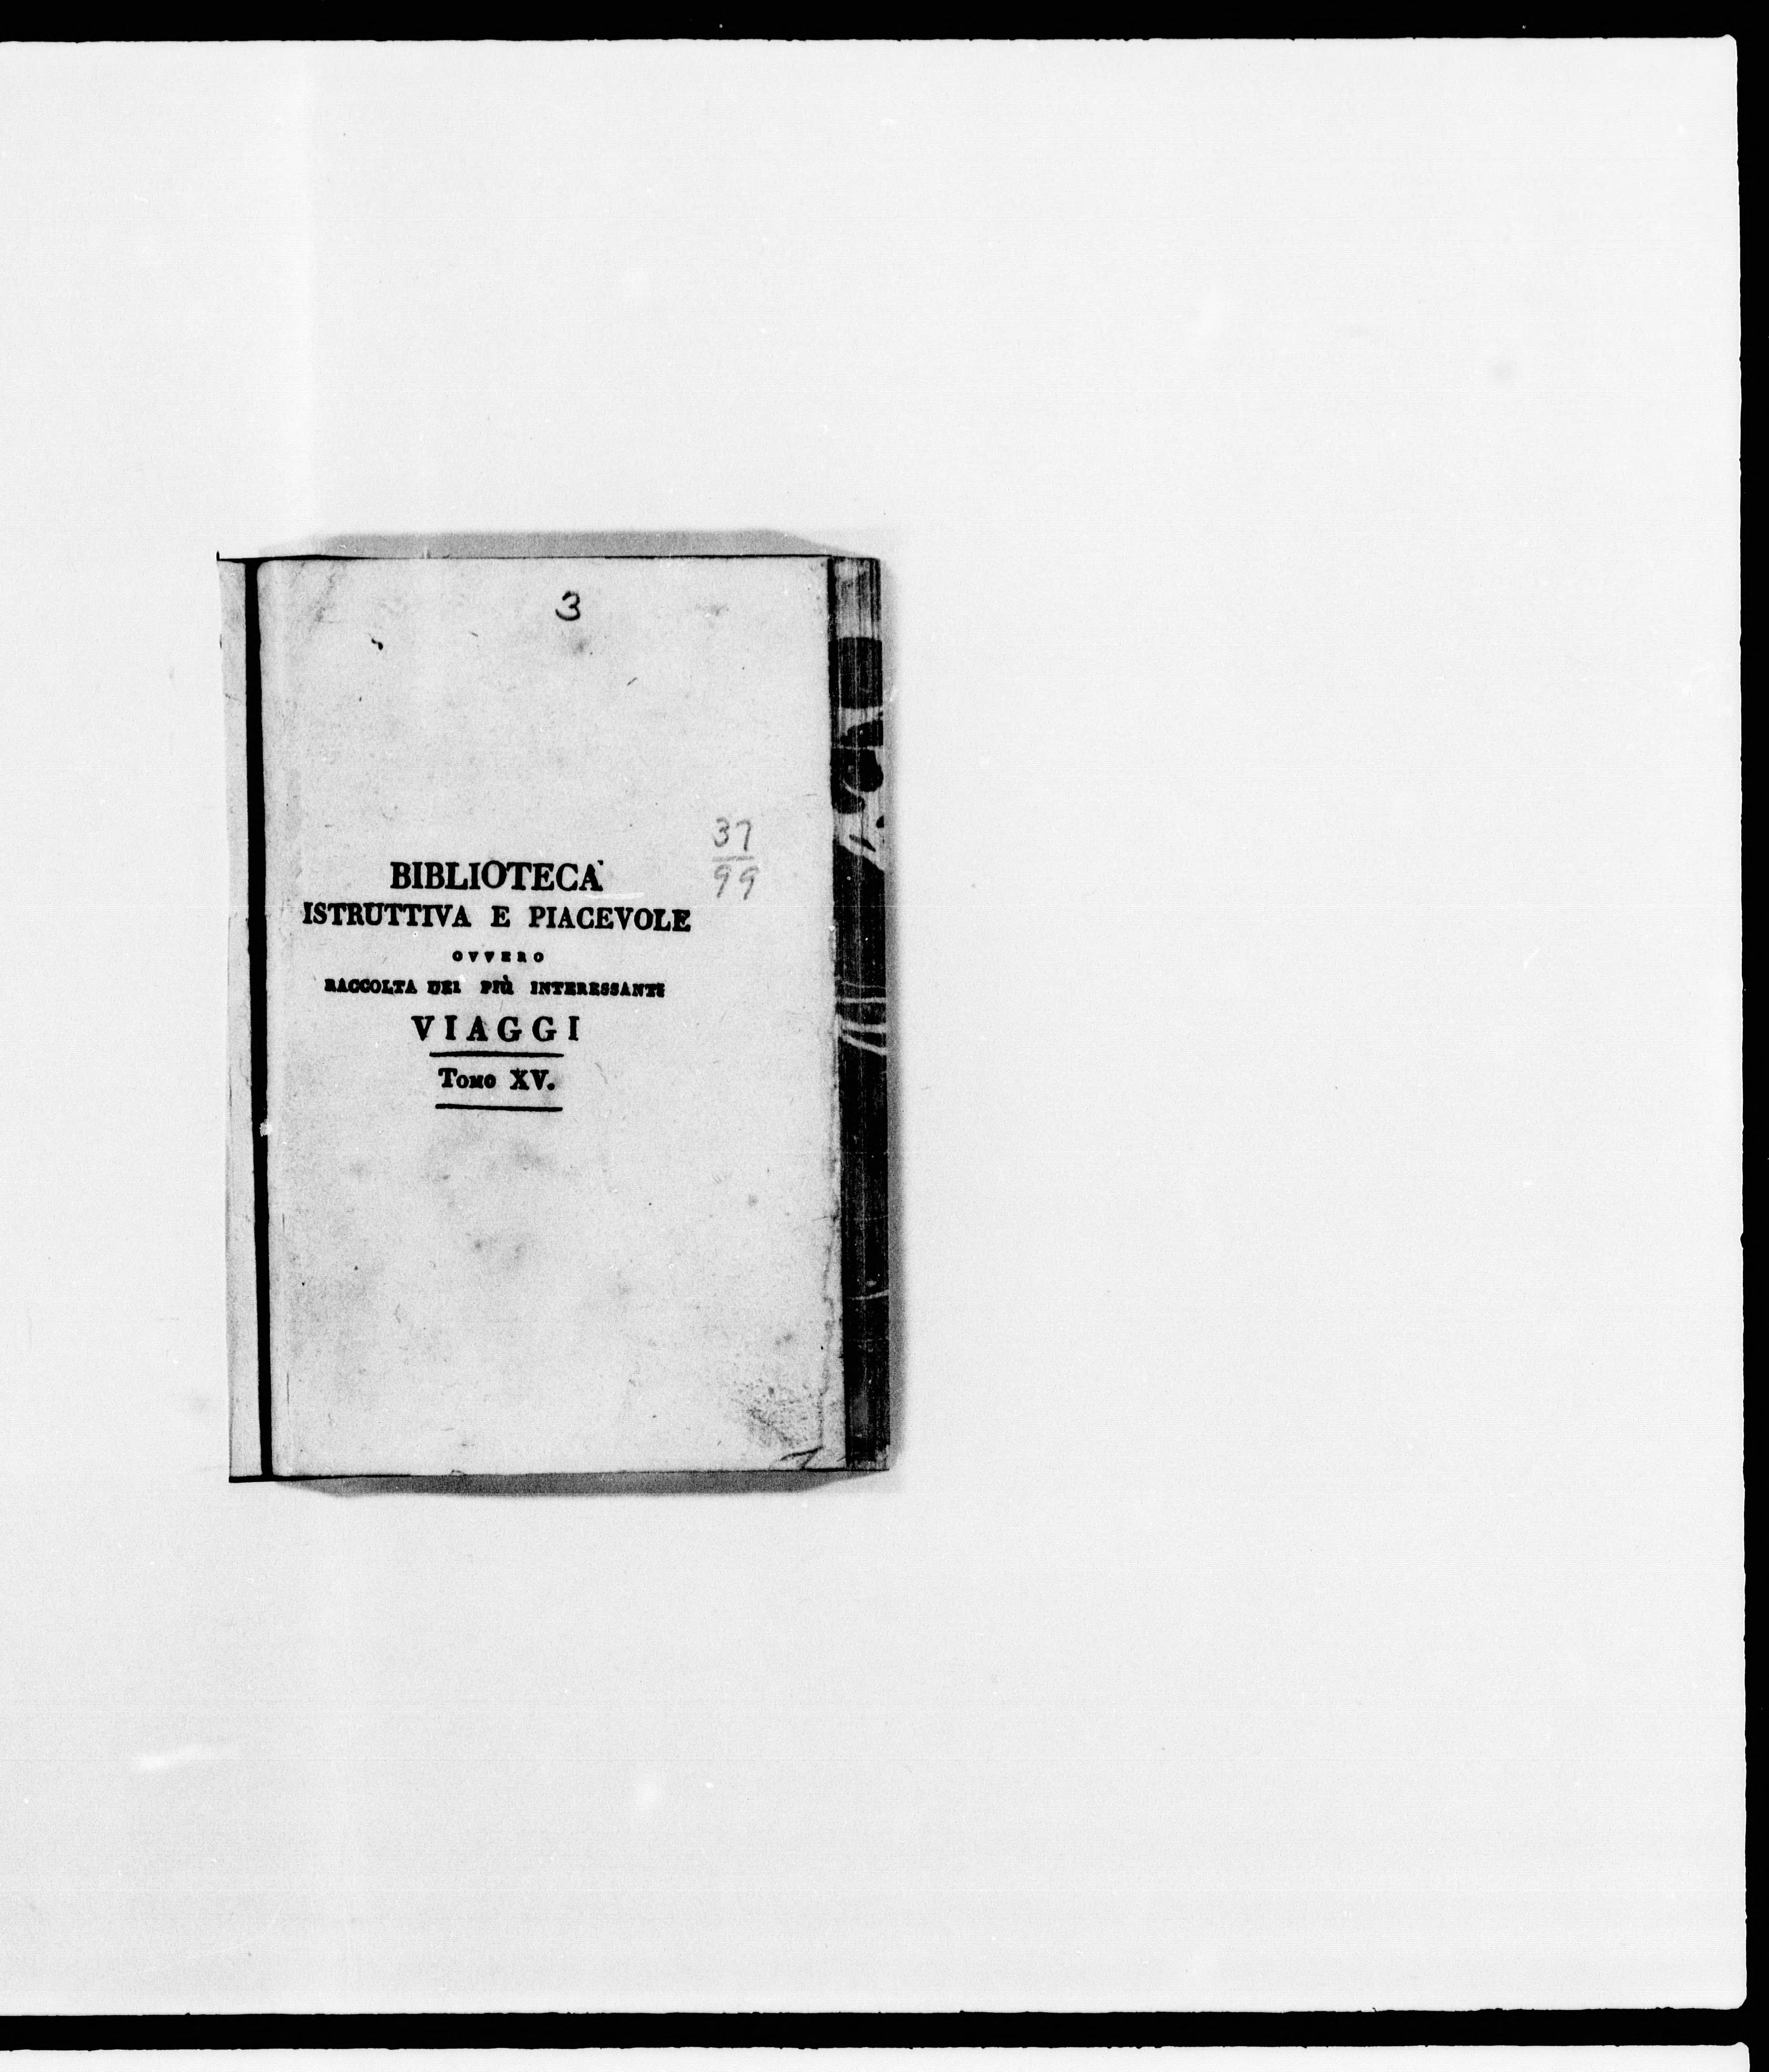 3
37
99
BIBLIOTECA
ISTRUTTIVA E PIACEVOLE
OVVERO
RACCOLTA DEI PIÙ INTERESSANTI
VIAGGI
TOMO XV.